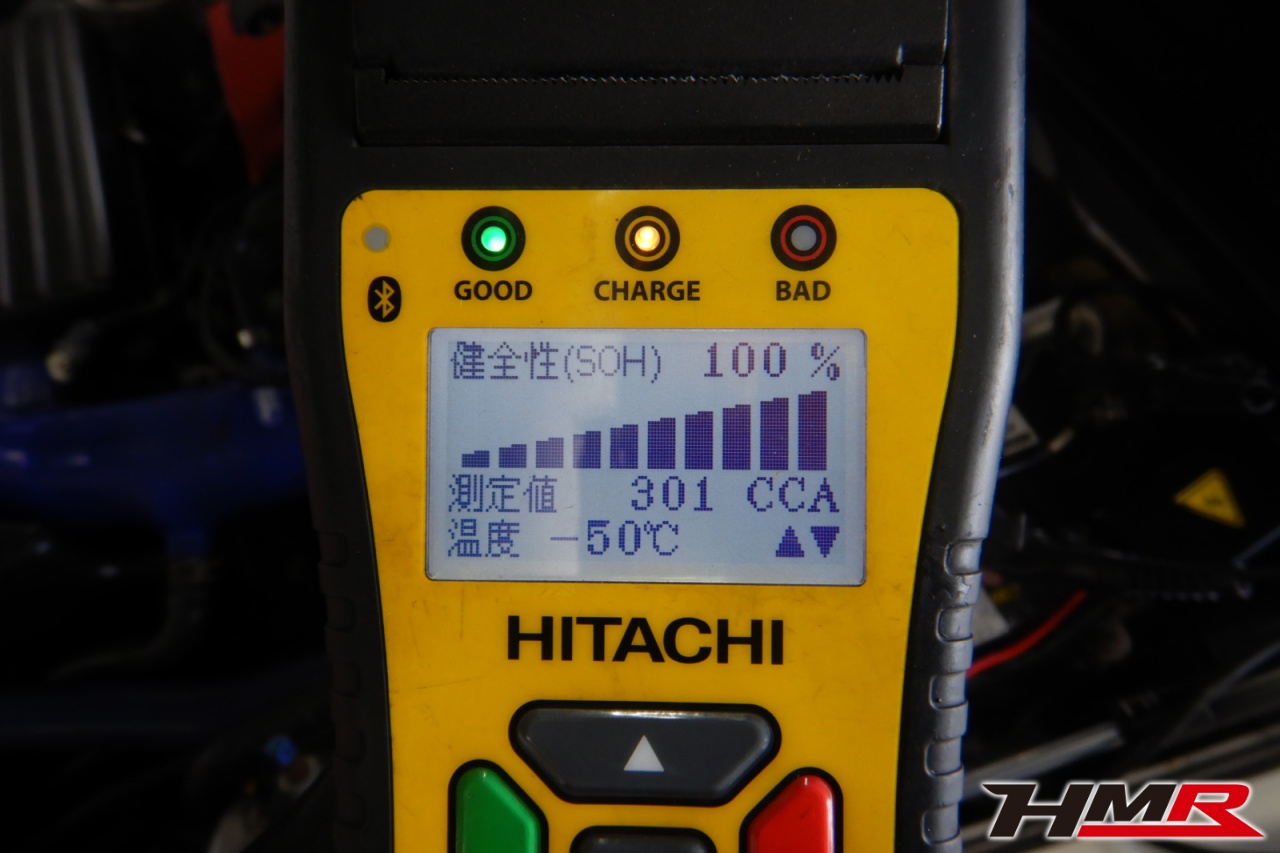 GOOD CHARGE BAD
健全性(SOH) 100 %
測定値 301 CCA
温度 -50℃ ▲▼
HITACHI
HMR